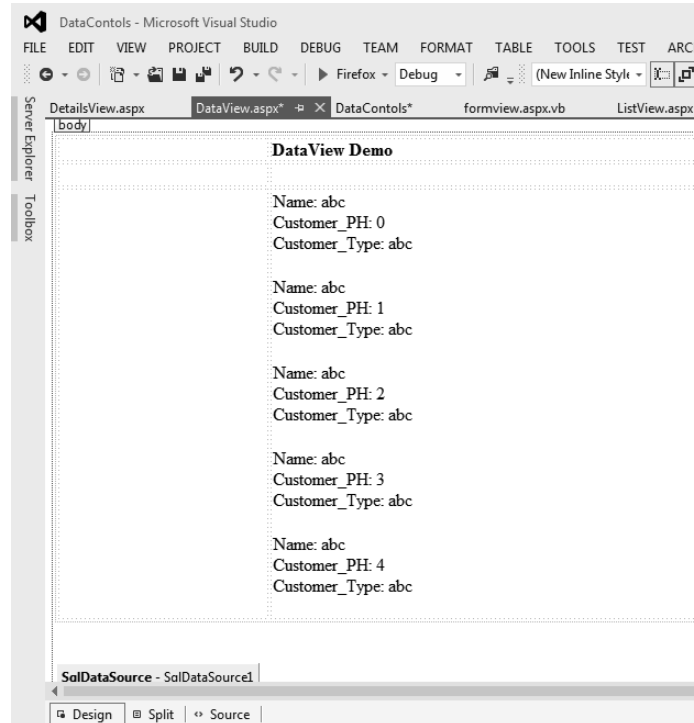 DataContols - Microsoft Visual Studio
FILE EDIT VIEW PROJECT BUILD DEBUG TEAM FORMAT TABLE TOOLS TEST ARC
Firefox Debug (New Inline Style
Server Explorer
Toolbox
DetailsView.aspx DataView.aspx* DataContols* formview.aspx.vb ListView.aspx
body
DataView Demo
Name: abc
Customer_PH: 0
Customer_Type: abc
Name: abc
Customer_PH: 1
Customer_Type: abc
Name: abc
Customer_PH: 2
Customer_Type: abc
Name: abc
Customer_PH: 3
Customer_Type: abc
Name: abc
Customer_PH: 4
Customer_Type: abc
SqlDataSource - SqlDataSource1
Design Split Source